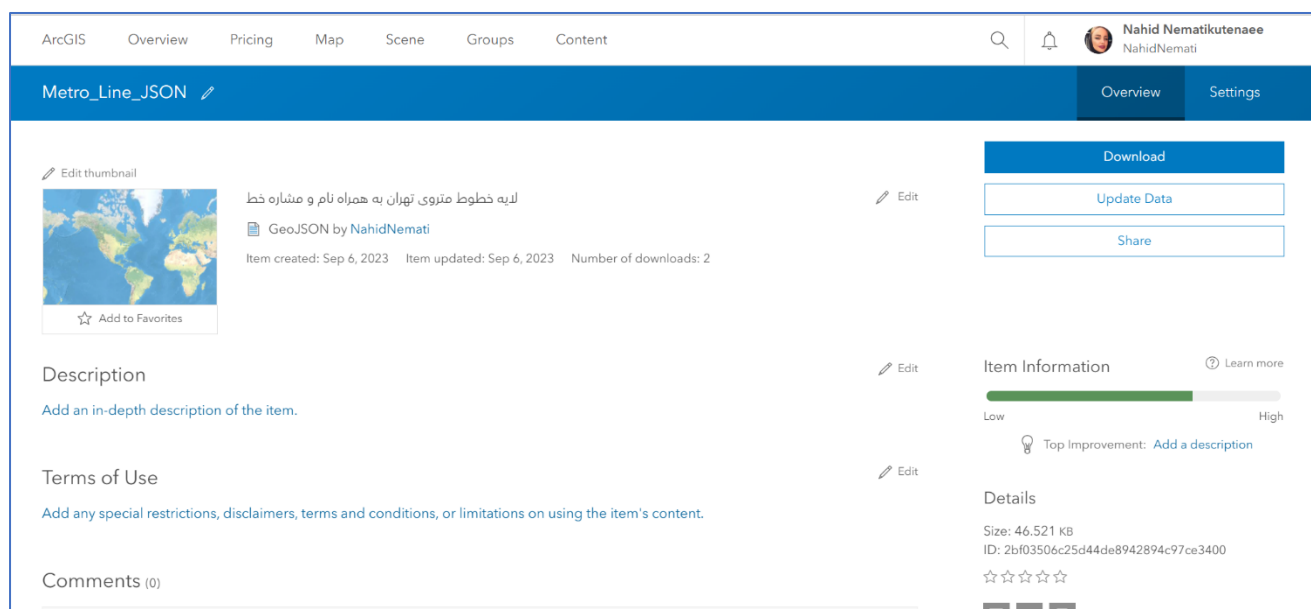 ArcGIS Overview Pricing Map Scene Groups Content
Nahid Nematikutenaee
NahidNemati
Metro_Line_JSON
Overview Settings
Download
Update Data
Share
Edit thumbnail
لایه خطوط متروی تهران به همراه نام و مشاره خط
Edit
GeoJSON by NahidNemati
Item created: Sep 6, 2023 Item updated: Sep 6, 2023 Number of downloads: 2
Add to Favorites
Description
Edit
Add an in-depth description of the item.
Terms of Use
Edit
Add any special restrictions, disclaimers, terms and conditions, or limitations on using the item's content.
Comments (0)
Item Information
Learn more
Low High
Top Improvement: Add a description
Details
Size: 46.521 KB
ID: 2bf03506c25d44de8942894c97ce3400